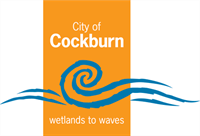 City of
Cockburn
wetlands to waves